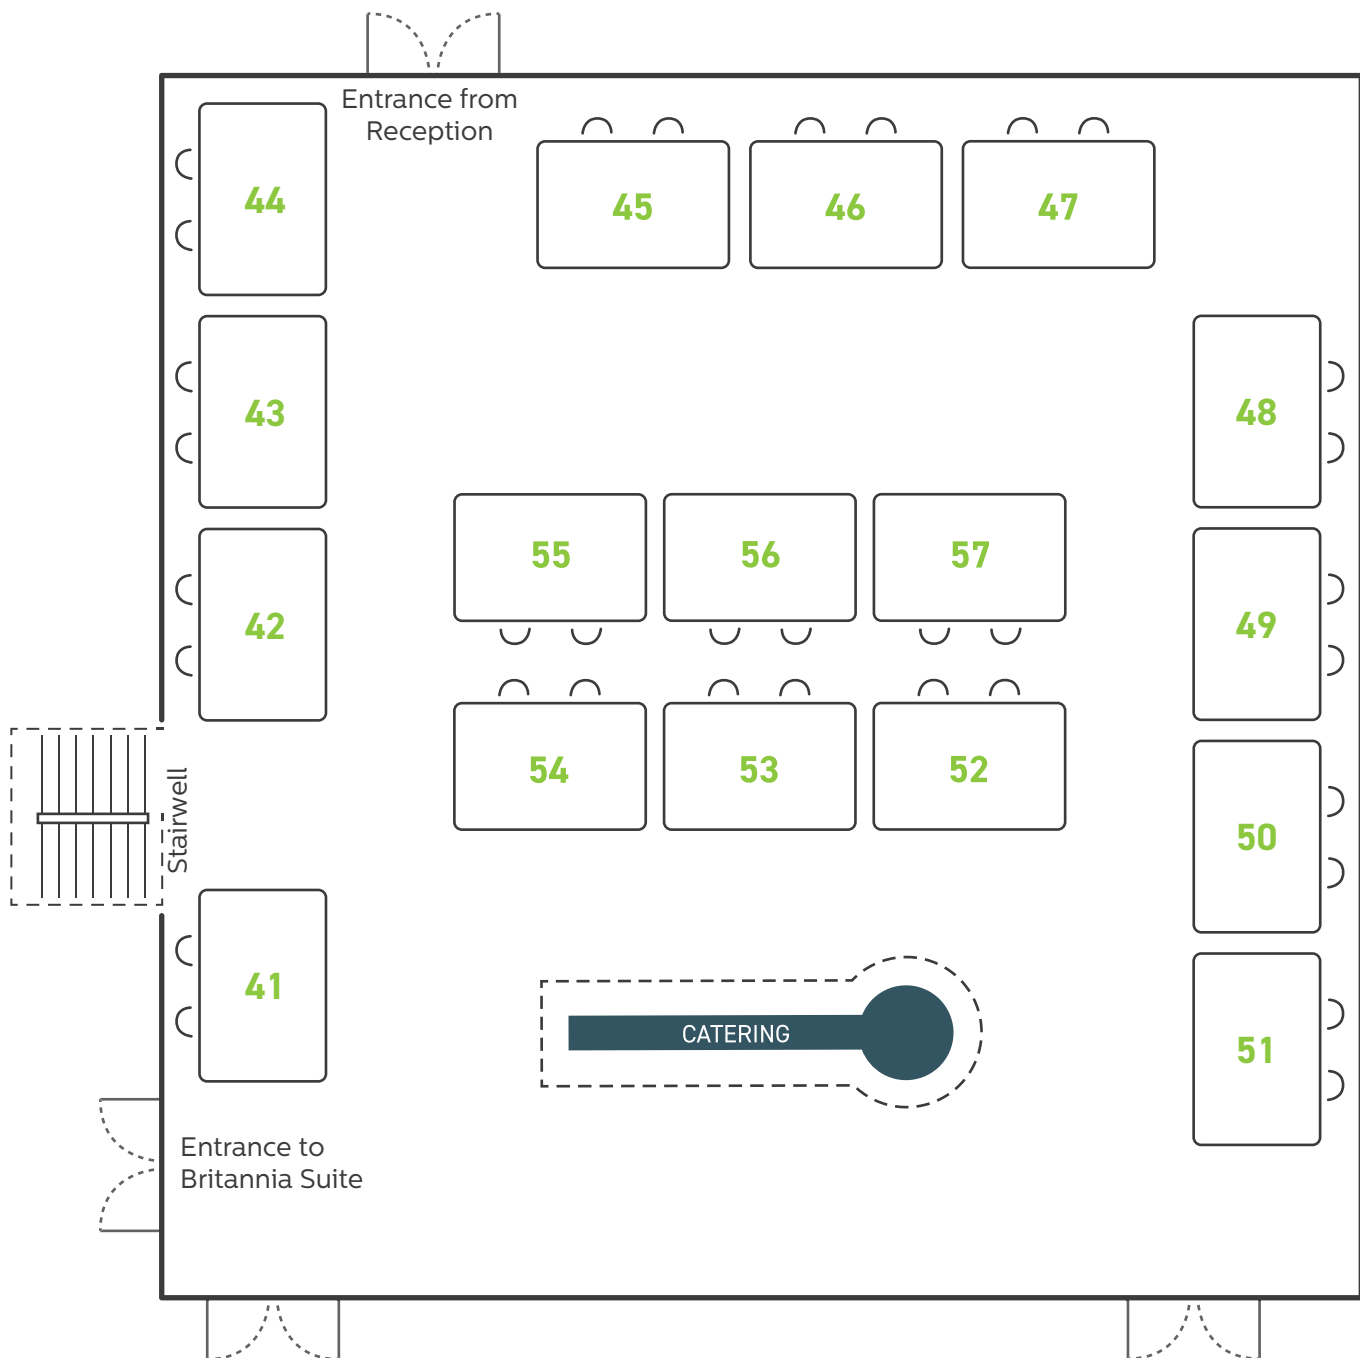 Entrance from
Reception
44
45
46
47
43
48
55
56
57
42
49
54
53
52
Stairwell
50
41
CATERING
51
Entrance to
Britannia Suite